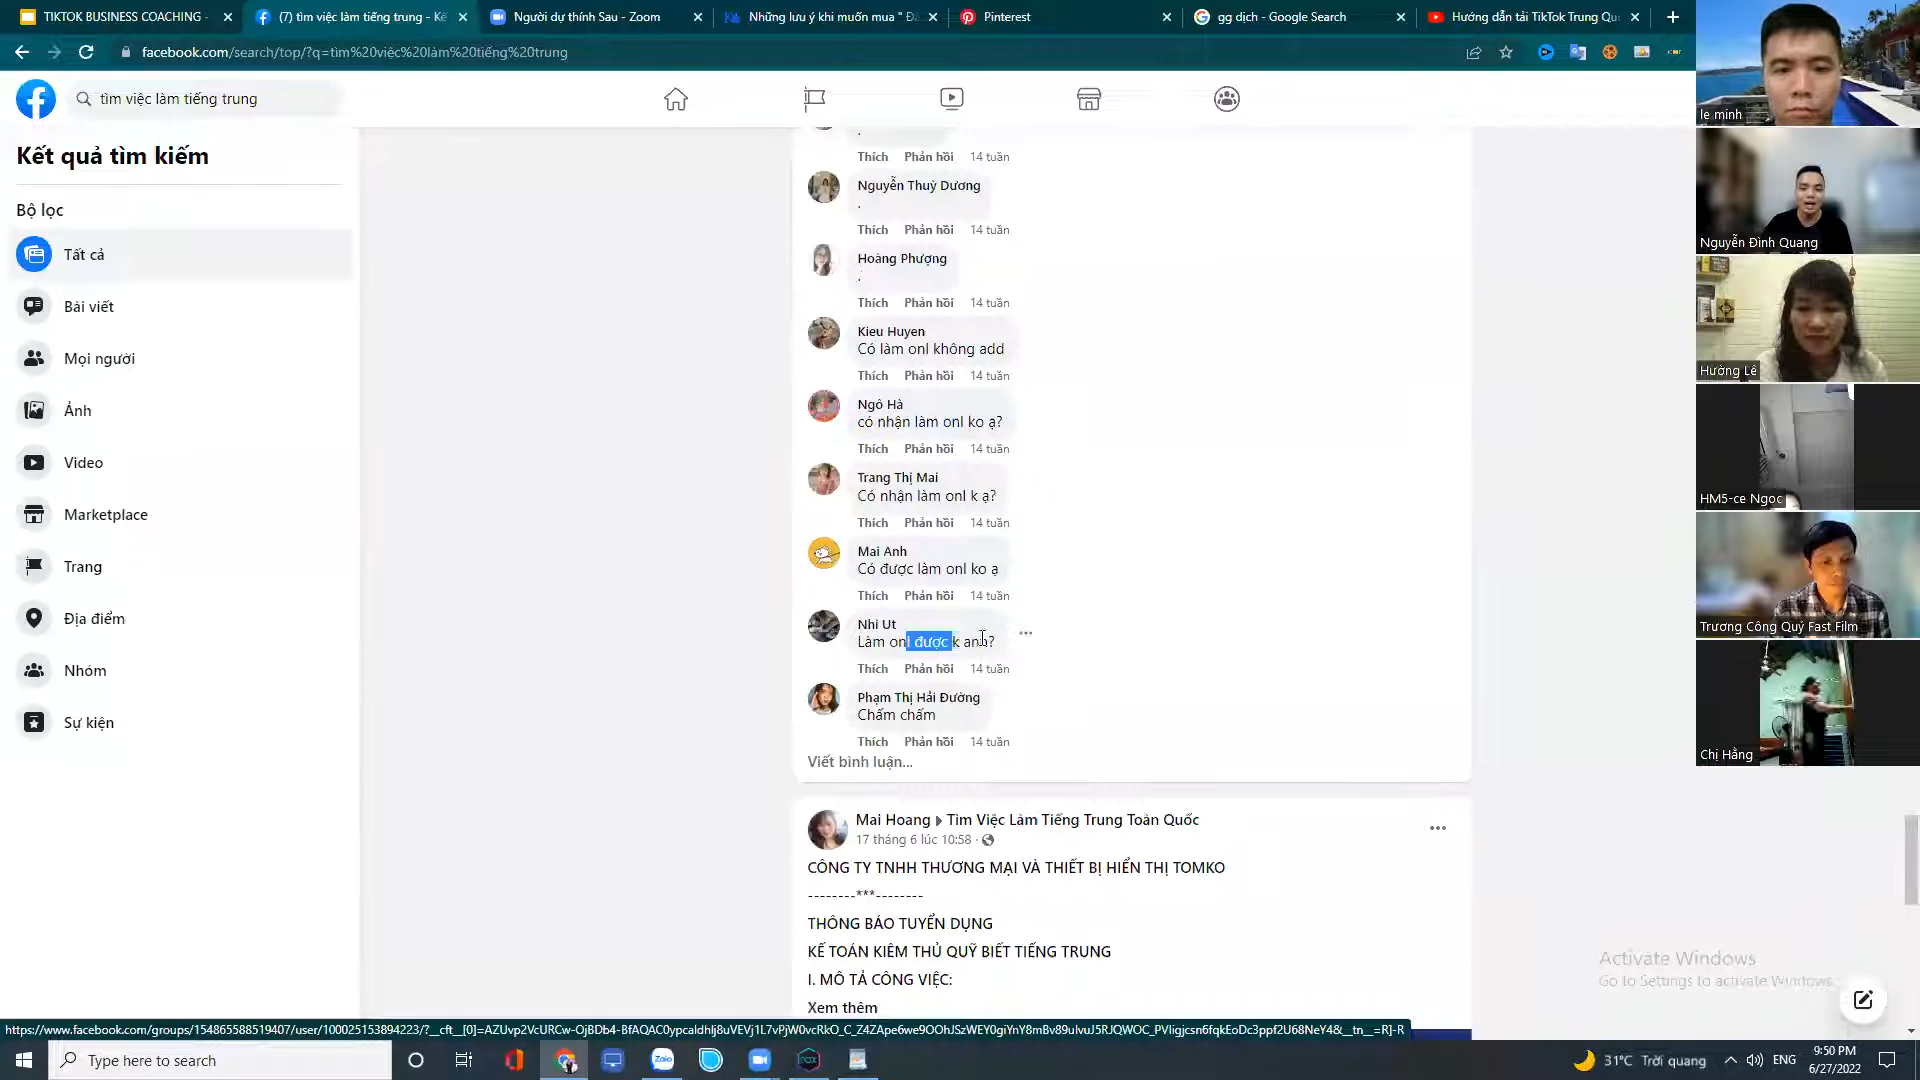 TIKTOK BUSINESS COACHING -
(7) tìm việc làm tiếng trung - Kế
Người dự thính Sau - Zoom
Những lưu ý khi muốn mua " Đấ
Pinterest
gg dịch - Google Search
Hướng dẫn tải TikTok Trung Qu
facebook.com/search/top/?q=tìm%20việc%20làm%20tiếng%20trung
tìm việc làm tiếng trung
Kết quả tìm kiếm
Bộ lọc
Tất cả
Bài viết
Mọi người
Ảnh
Video
Marketplace
Trang
Địa điểm
Nhóm
Sự kiện
.
Thích Phản hồi 14 tuần
Nguyễn Thuỳ Dương
.
Thích Phản hồi 14 tuần
Hoàng Phượng
.
Thích Phản hồi 14 tuần
Kieu Huyen
Có làm onl không add
Thích Phản hồi 14 tuần
Ngô Hà
có nhận làm onl ko ạ?
Thích Phản hồi 14 tuần
Trang Thị Mai
Có nhận làm onl k ạ?
Thích Phản hồi 14 tuần
Mai Anh
Có được làm onl ko ạ
Thích Phản hồi 14 tuần
Nhi Ut
Làm onl được k anh?
Thích Phản hồi 14 tuần
Phạm Thị Hải Đường
Chấm chấm
Thích Phản hồi 14 tuần
Viết bình luận...
Mai Hoang ▸ Tìm Việc Làm Tiếng Trung Toàn Quốc
17 tháng 6 lúc 10:58 ·
CÔNG TY TNHH THƯƠNG MẠI VÀ THIẾT BỊ HIỂN THỊ TOMKO
--------***--------
THÔNG BÁO TUYỂN DỤNG
KẾ TOÁN KIÊM THỦ QUỸ BIẾT TIẾNG TRUNG
I. MÔ TẢ CÔNG VIỆC:
Xem thêm
le minh
Nguyễn Đình Quang
Hường Lê
HM5-ce Ngọc
Trương Công Quý Fast Film
Chị Hằng
Activate Windows
Go to Settings to activate Windows.
Type here to search
Zalo
31°C Trời quang
ENG
9:50 PM
6/27/2022